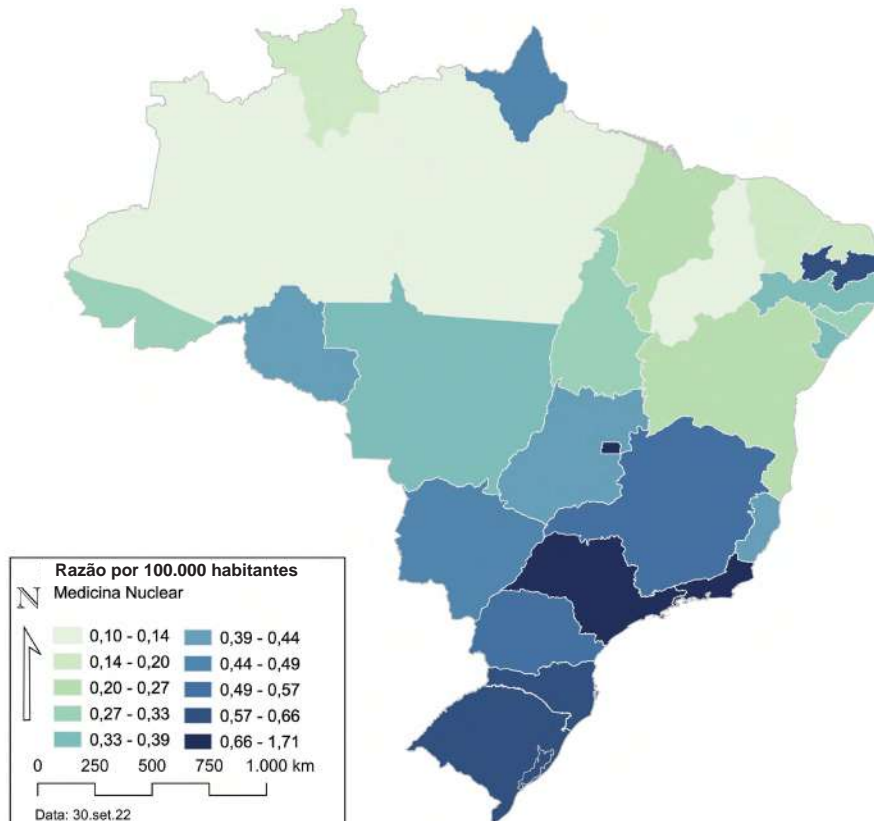 Razão por 100.000 habitantes
N Medicina Nuclear
0,10 - 0,14
0,14 - 0,20
0,20 - 0,27
0,27 - 0,33
0,33 - 0,39
0,39 - 0,44
0,44 - 0,49
0,49 - 0,57
0,57 - 0,66
0,66 - 1,71
0 250 500 750 1.000 km
Data: 30.set.22